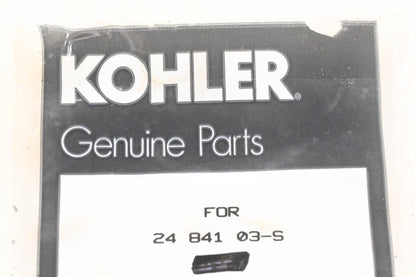 KOHLER®
Genuine Parts
FOR
24 841 03-S